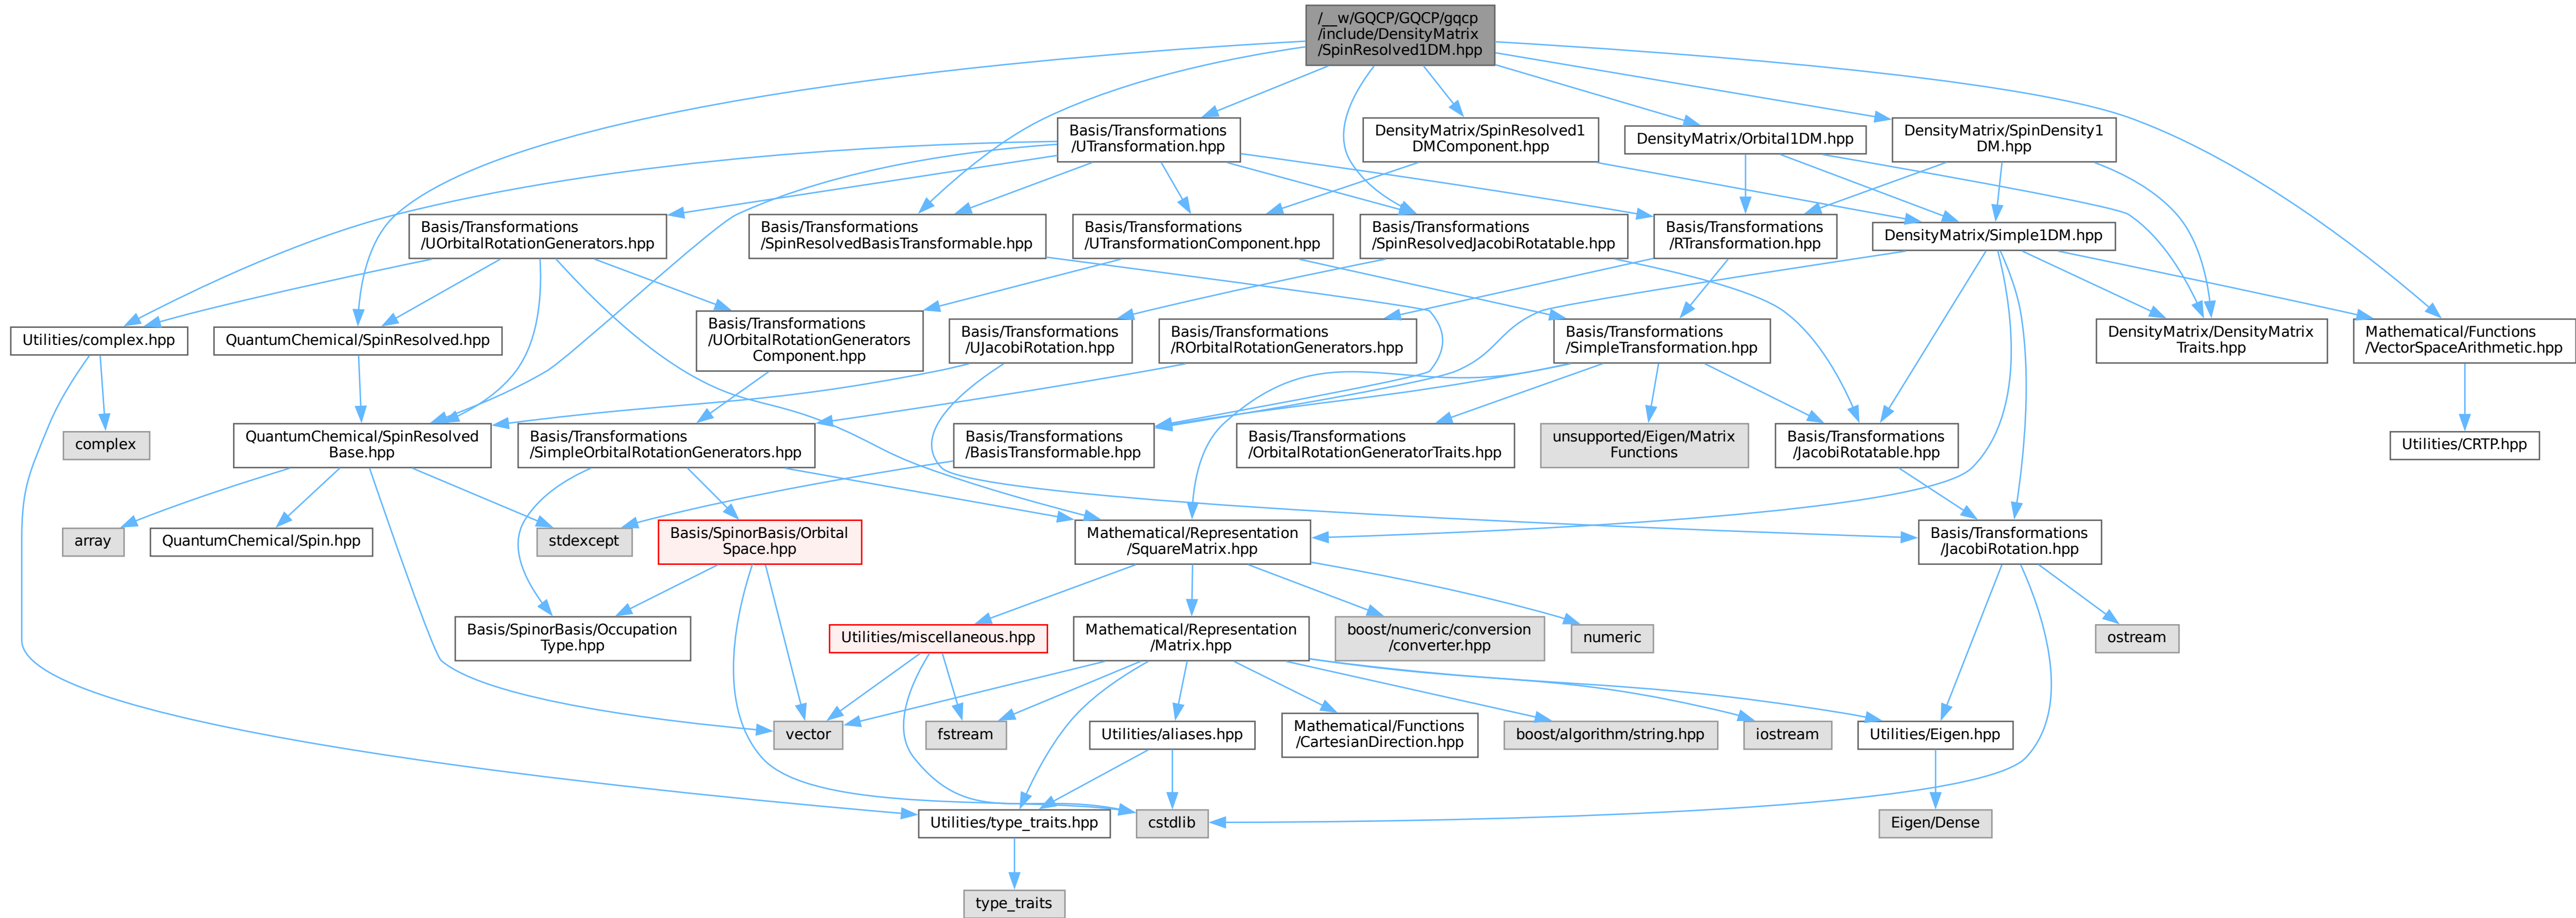 /__w/GQCP/GQCP/gqcp
/include/DensityMatrix
/SpinResolved1DM.hpp
Basis/Transformations
/UTransformation.hpp
DensityMatrix/SpinResolved1
DMComponent.hpp
DensityMatrix/Orbital1DM.hpp
DensityMatrix/SpinDensity1
DM.hpp
Basis/Transformations
/UOrbitalRotationGenerators.hpp
Basis/Transformations
/SpinResolvedBasisTransformable.hpp
Basis/Transformations
/UTransformationComponent.hpp
Basis/Transformations
/SpinResolvedJacobiRotatable.hpp
Basis/Transformations
/RTransformation.hpp
DensityMatrix/Simple1DM.hpp
Utilities/complex.hpp
QuantumChemical/SpinResolved.hpp
Basis/Transformations
/UOrbitalRotationGenerators
Component.hpp
Basis/Transformations
/UJacobiRotation.hpp
Basis/Transformations
/ROrbitalRotationGenerators.hpp
Basis/Transformations
/SimpleTransformation.hpp
DensityMatrix/DensityMatrix
Traits.hpp
Mathematical/Functions
/VectorSpaceArithmetic.hpp
complex
QuantumChemical/SpinResolved
Base.hpp
Basis/Transformations
/SimpleOrbitalRotationGenerators.hpp
Basis/Transformations
/BasisTransformable.hpp
Basis/Transformations
/OrbitalRotationGeneratorTraits.hpp
unsupported/Eigen/Matrix
Functions
Basis/Transformations
/JacobiRotatable.hpp
Utilities/CRTP.hpp
array
QuantumChemical/Spin.hpp
stdexcept
Basis/SpinorBasis/Orbital
Space.hpp
Mathematical/Representation
/SquareMatrix.hpp
Basis/Transformations
/JacobiRotation.hpp
Basis/SpinorBasis/Occupation
Type.hpp
Utilities/miscellaneous.hpp
Mathematical/Representation
/Matrix.hpp
boost/numeric/conversion
/converter.hpp
numeric
ostream
vector
fstream
Utilities/aliases.hpp
Mathematical/Functions
/CartesianDirection.hpp
boost/algorithm/string.hpp
iostream
Utilities/Eigen.hpp
Utilities/type_traits.hpp
cstdlib
Eigen/Dense
type_traits